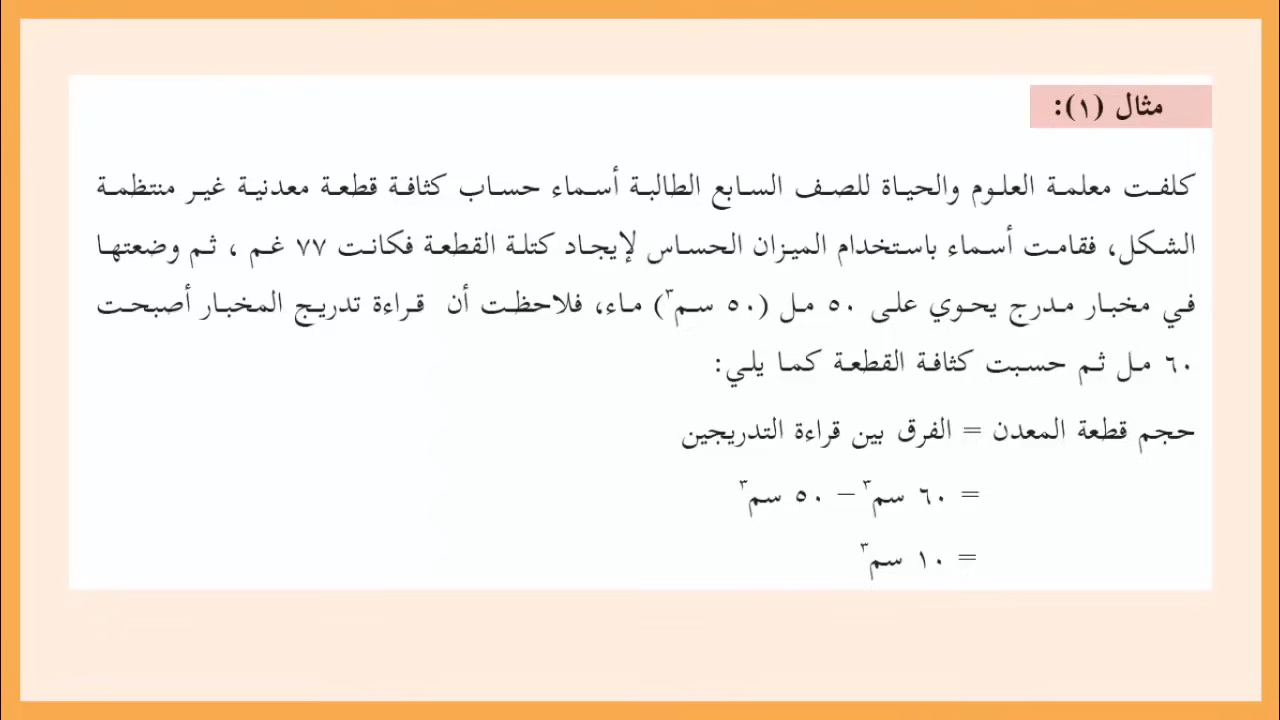 مثال (١):
كلفت معلمة العلوم والحياة للصف السابع الطالبة أسماء حساب كثافة قطعة معدنية غير منتظمة
الشكل، فقامت أسماء باستخدام الميزان الحساس لإيجاد كتلة القطعة فكانت ٧٧ غم ، ثم وضعتها
في مخبار مدرج يحوي على ٥٠ مل (٥٠ سم٣) ماء، فلاحظت أن قراءة تدريج المخبار أصبحت
٦٠ مل ثم حسبت كثافة القطعة كما يلي:
حجم قطعة المعدن = الفرق بين قراءة التدريجين
= ٦٠ سم٣ – ٥٠ سم٣
= ١٠ سم٣